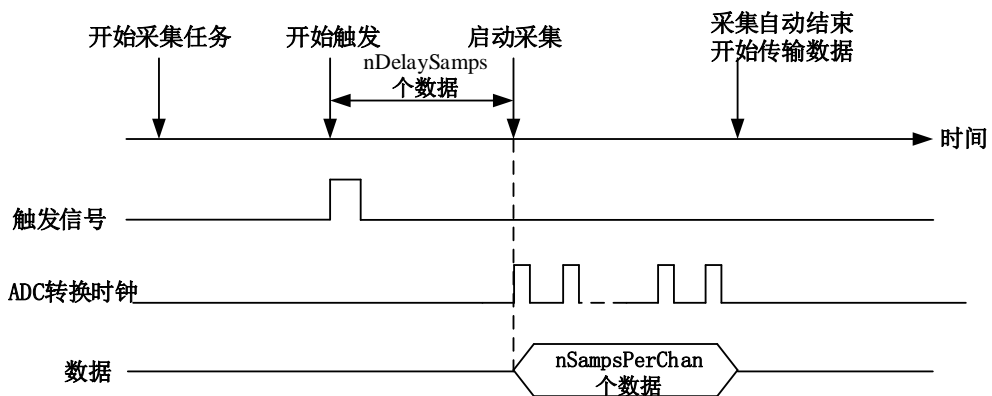 开始采集任务
开始触发
启动采集
采集自动结束
开始传输数据
nDelaySamps
个数据
时间
触发信号
ADC转换时钟
数据
nSampsPerChan
个数据